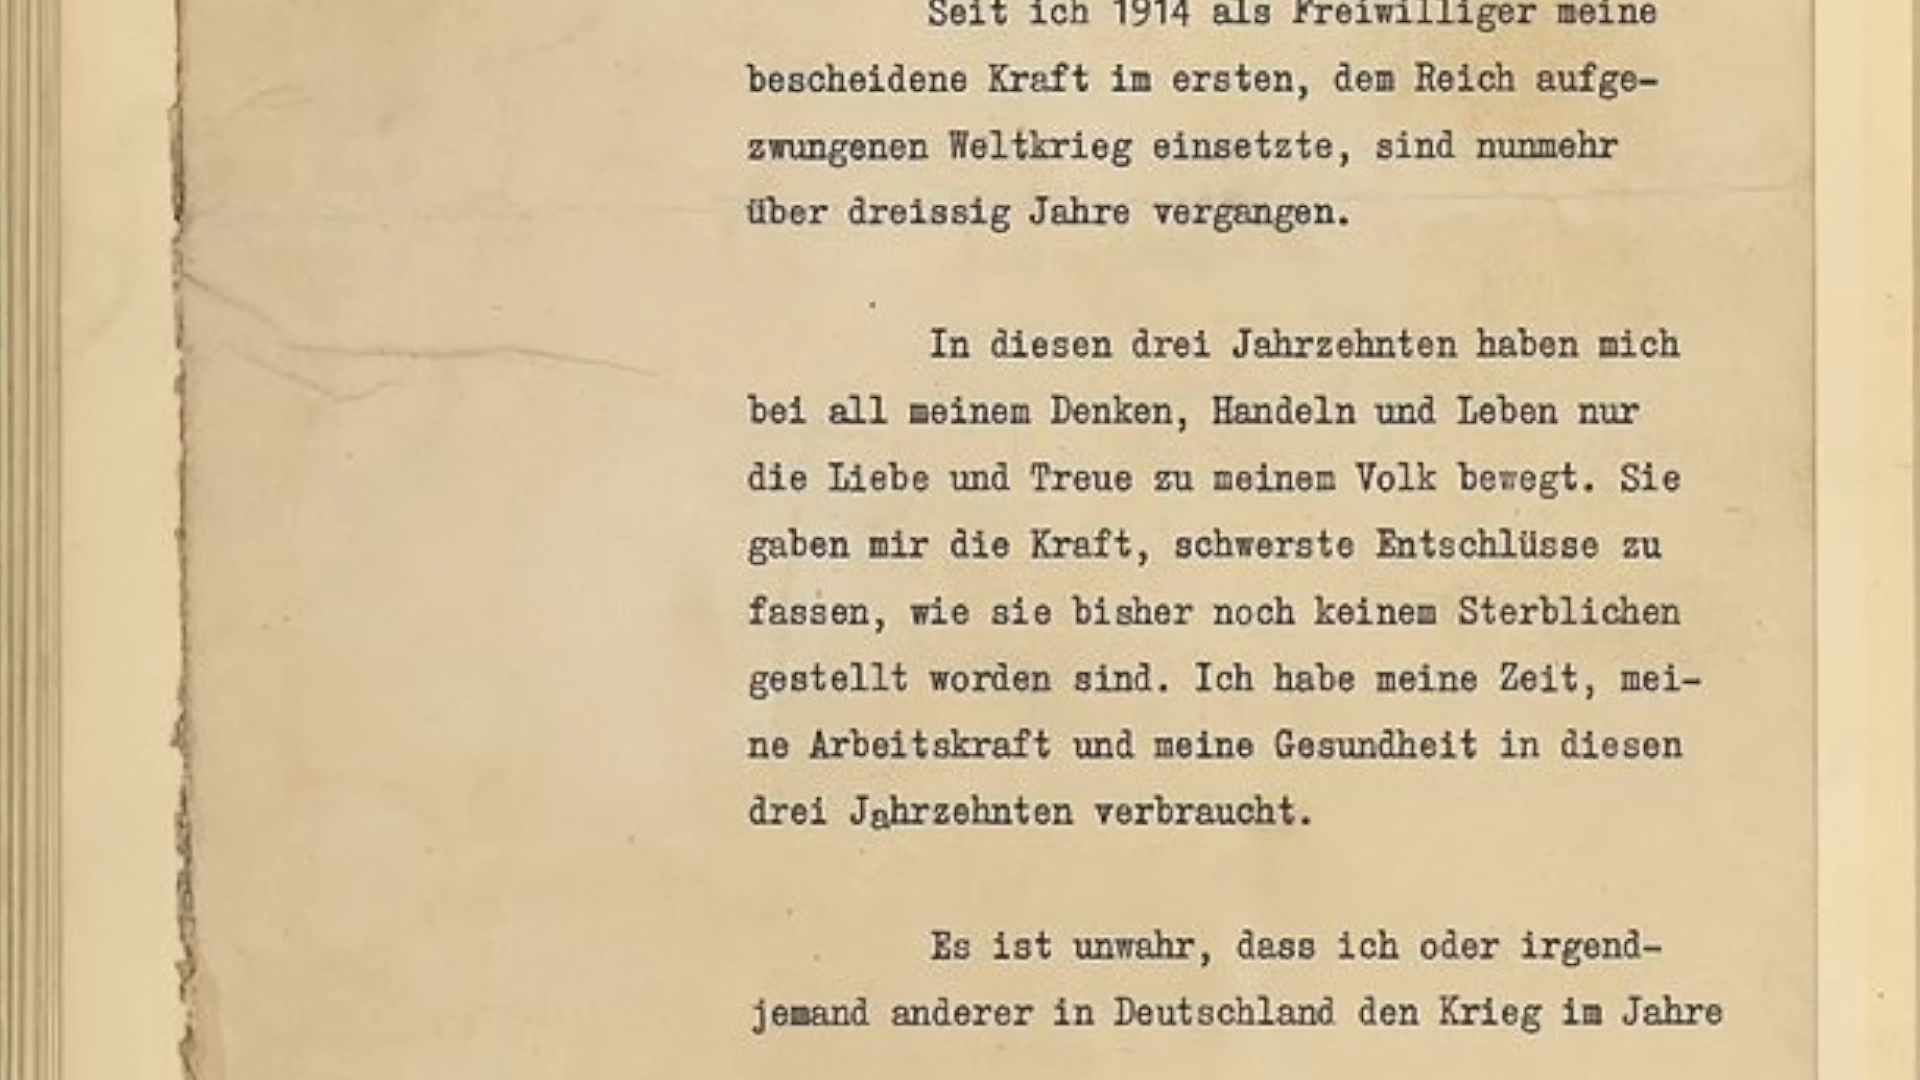 Seit ich 1914 als Freiwilliger meine
bescheidene Kraft im ersten, dem Reich aufge-
zwungenen Weltkrieg einsetzte, sind nunmehr
über dreissig Jahre vergangen.
In diesen drei Jahrzehnten haben mich
bei all meinem Denken, Handeln und Leben nur
die Liebe und Treue zu meinem Volk bewegt. Sie
gaben mir die Kraft, schwerste Entschlüsse zu
fassen, wie sie bisher noch keinem Sterblichen
gestellt worden sind. Ich habe meine Zeit, mei-
ne Arbeitskraft und meine Gesundheit in diesen
drei Jahrzehnten verbraucht.
Es ist unwahr, dass ich oder irgend-
jemand anderer in Deutschland den Krieg im Jahre